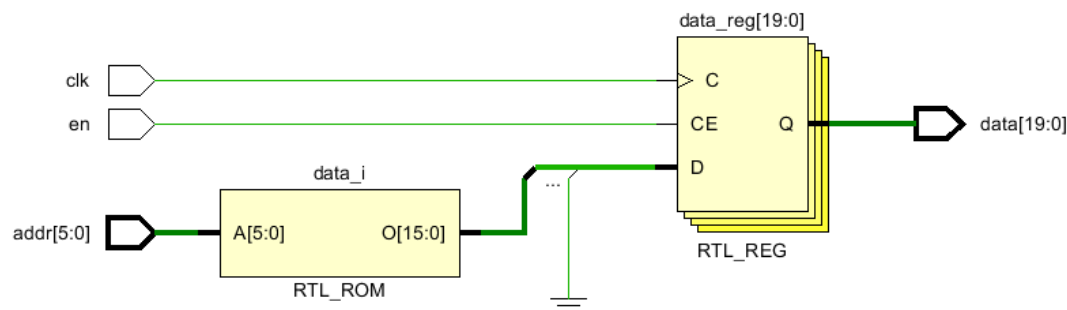 data_reg[19:0]
clk
C
en
CE
Q
data[19:0]
data_i
...
D
addr[5:0]
A[5:0]
O[15:0]
RTL_REG
RTL_ROM